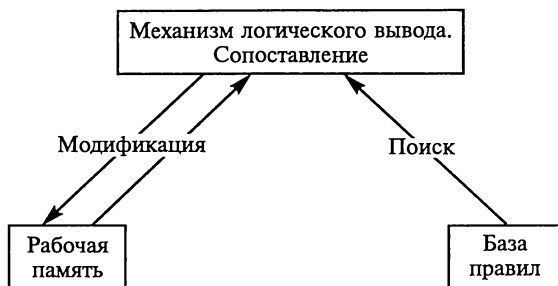 Механизм логического вывода.
Сопоставление
Модификация
Поиск
Рабочая
память
База
правил